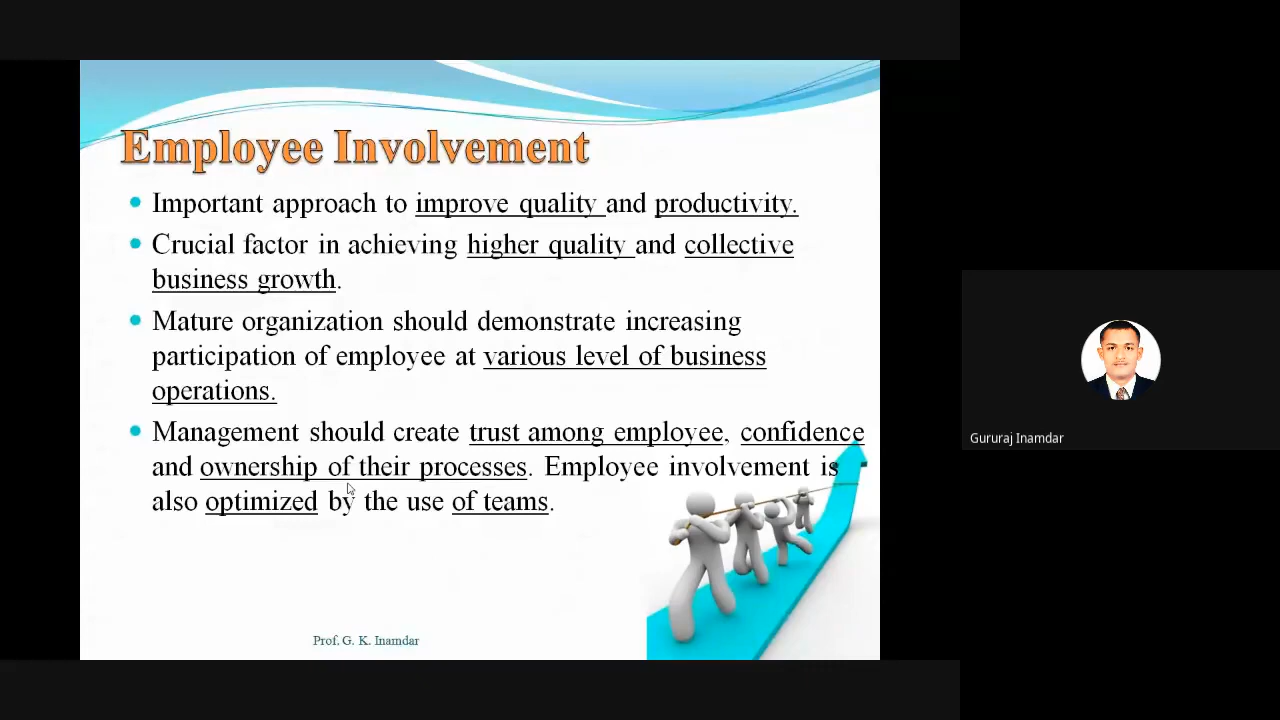 Employee Involvement
Important approach to improve quality and productivity.
Crucial factor in achieving higher quality and collective
business growth.
Mature organization should demonstrate increasing
participation of employee at various level of business
operations.
Management should create trust among employee, confidence
and ownership of their processes. Employee involvement is
also optimized by the use of teams.
Prof. G. K. Inamdar
Gururaj Inamdar